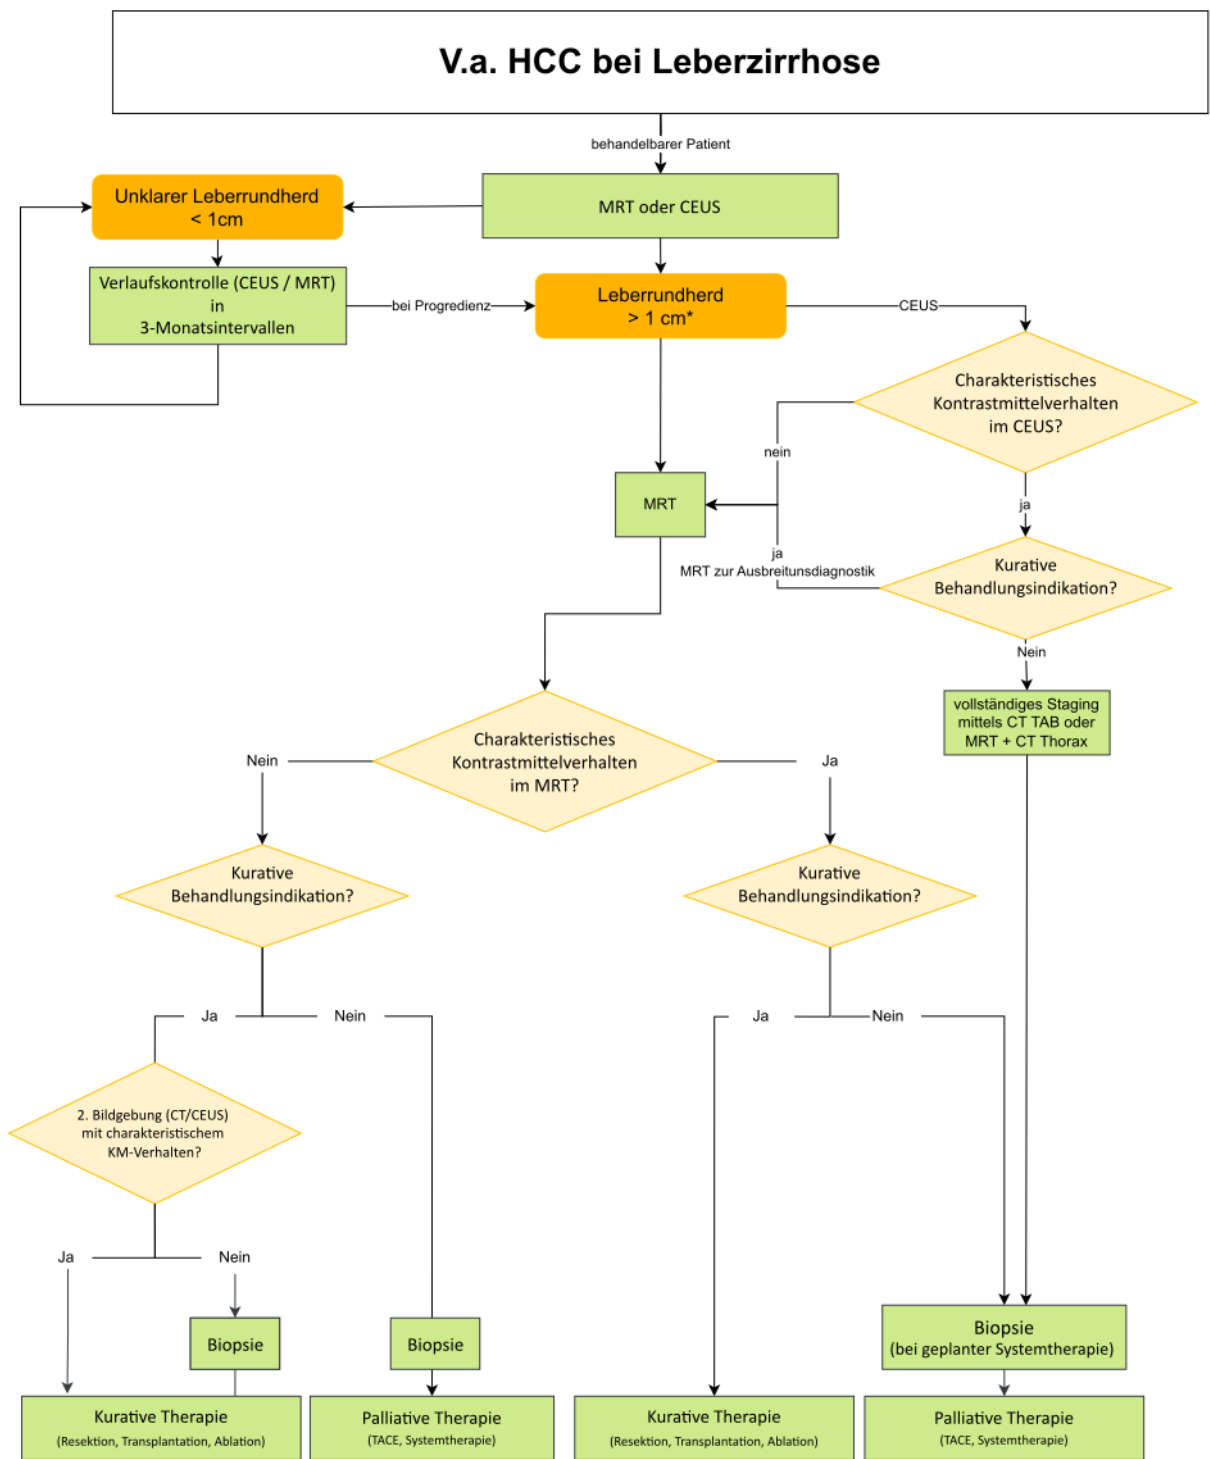 V.a. HCC bei Leberzirrhose
behandelbarer Patient
Unklarer Leberrundherd
< 1cm
MRT oder CEUS
Verlaufskontrolle (CEUS / MRT)
in
3-Monatsintervallen
bei Progredienz
Leberrundherd
> 1 cm*
CEUS
Charakteristisches
Kontrastmittelverhalten
im CEUS?
nein
MRT
ja
ja
MRT zur Ausbreitunsdiagnostik
Kurative
Behandlungsindikation?
Nein
vollständiges Staging
mittels CT TAB oder
MRT + CT Thorax
Charakteristisches
Kontrastmittelverhalten
im MRT?
Nein
Ja
Kurative
Behandlungsindikation?
Kurative
Behandlungsindikation?
Ja
Nein
Ja
Nein
2. Bildgebung (CT/CEUS)
mit charakteristischem
KM-Verhalten?
Ja
Nein
Biopsie
Biopsie
Biopsie
(bei geplanter Systemtherapie)
Kurative Therapie
(Resektion, Transplantation, Ablation)
Palliative Therapie
(TACE, Systemtherapie)
Kurative Therapie
(Resektion, Transplantation, Ablation)
Palliative Therapie
(TACE, Systemtherapie)